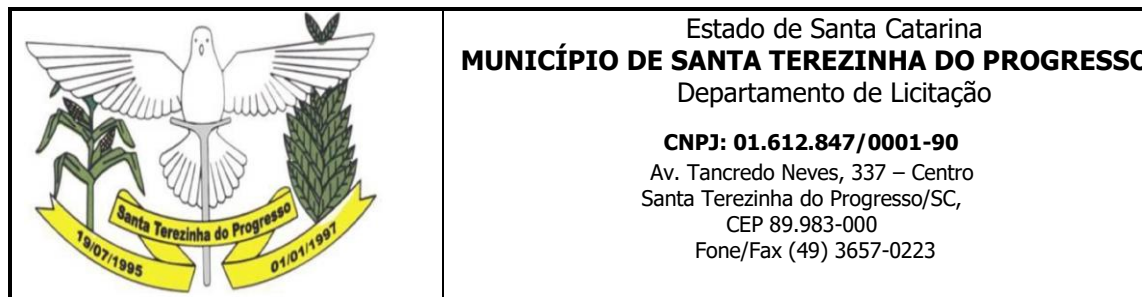 Santa Terezinha do Progresso
19/07/1995
01/01/1997
Estado de Santa Catarina
MUNICÍPIO DE SANTA TEREZINHA DO PROGRESSO
Departamento de Licitação
CNPJ: 01.612.847/0001-90
Av. Tancredo Neves, 337 – Centro
Santa Terezinha do Progresso/SC,
CEP 89.983-000
Fone/Fax (49) 3657-0223